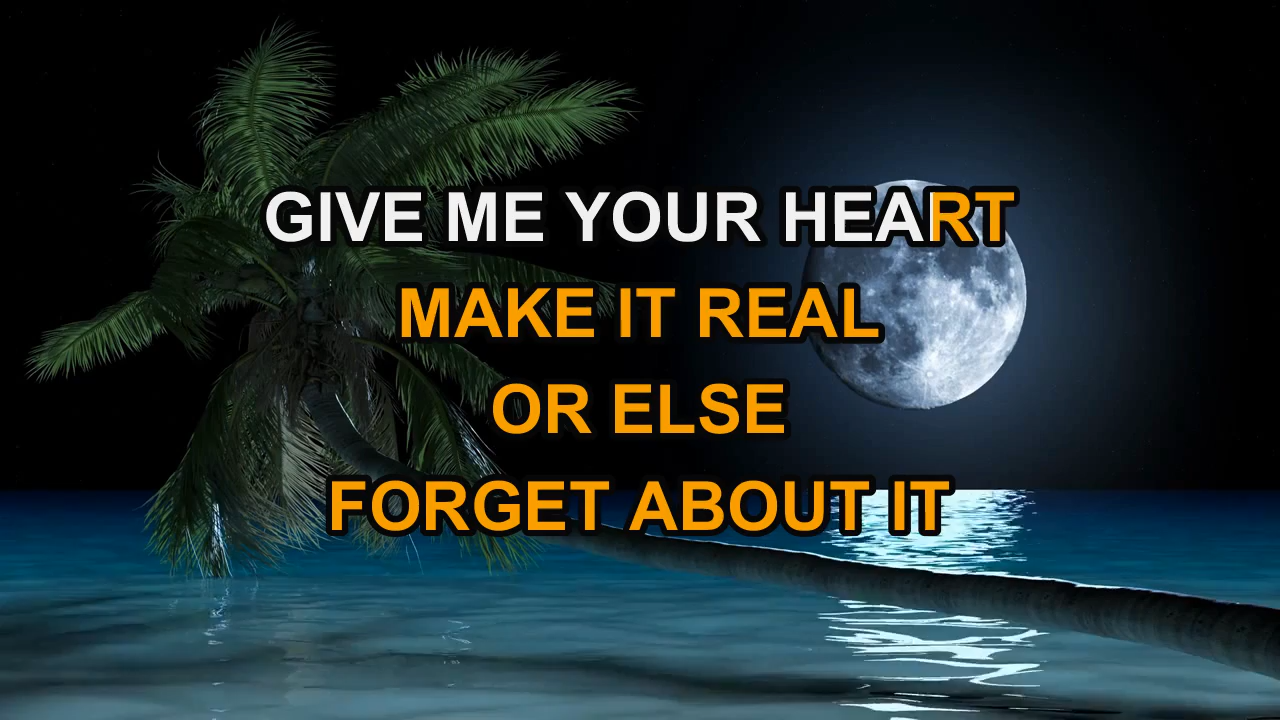 GIVE ME YOUR HEART
MAKE IT REAL
OR ELSE
FORGET ABOUT IT